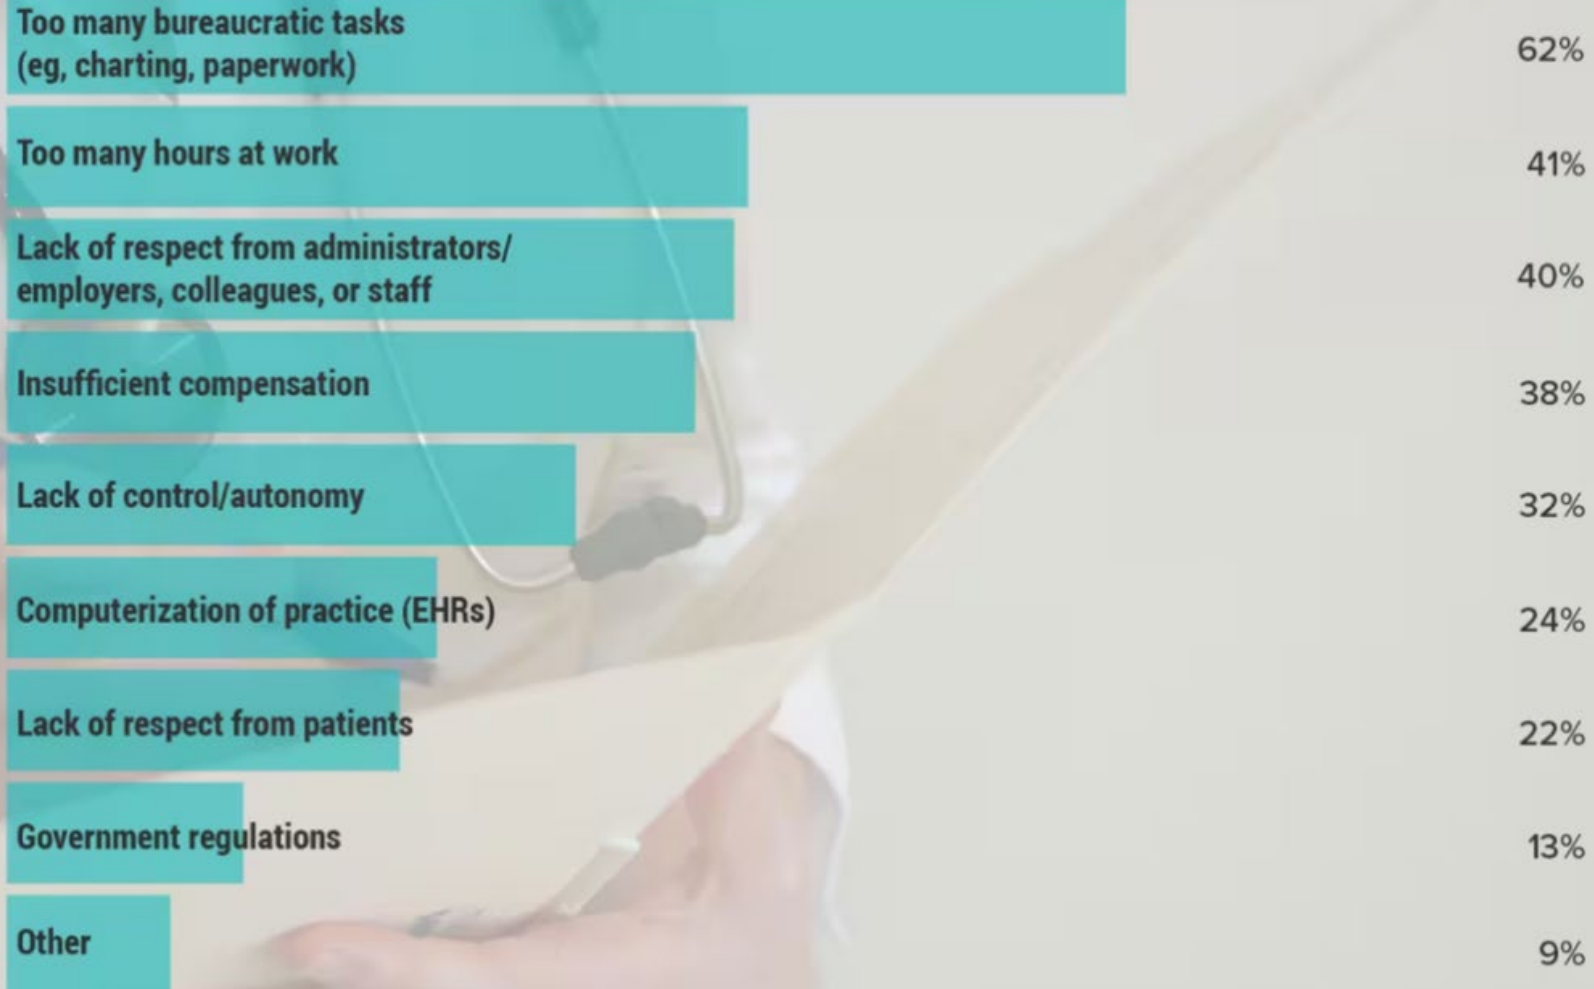 Too many bureaucratic tasks
(eg, charting, paperwork)
62%
Too many hours at work
41%
Lack of respect from administrators/
employers, colleagues, or staff
40%
Insufficient compensation
38%
Lack of control/autonomy
32%
Computerization of practice (EHRs)
24%
Lack of respect from patients
22%
Government regulations
13%
Other
9%